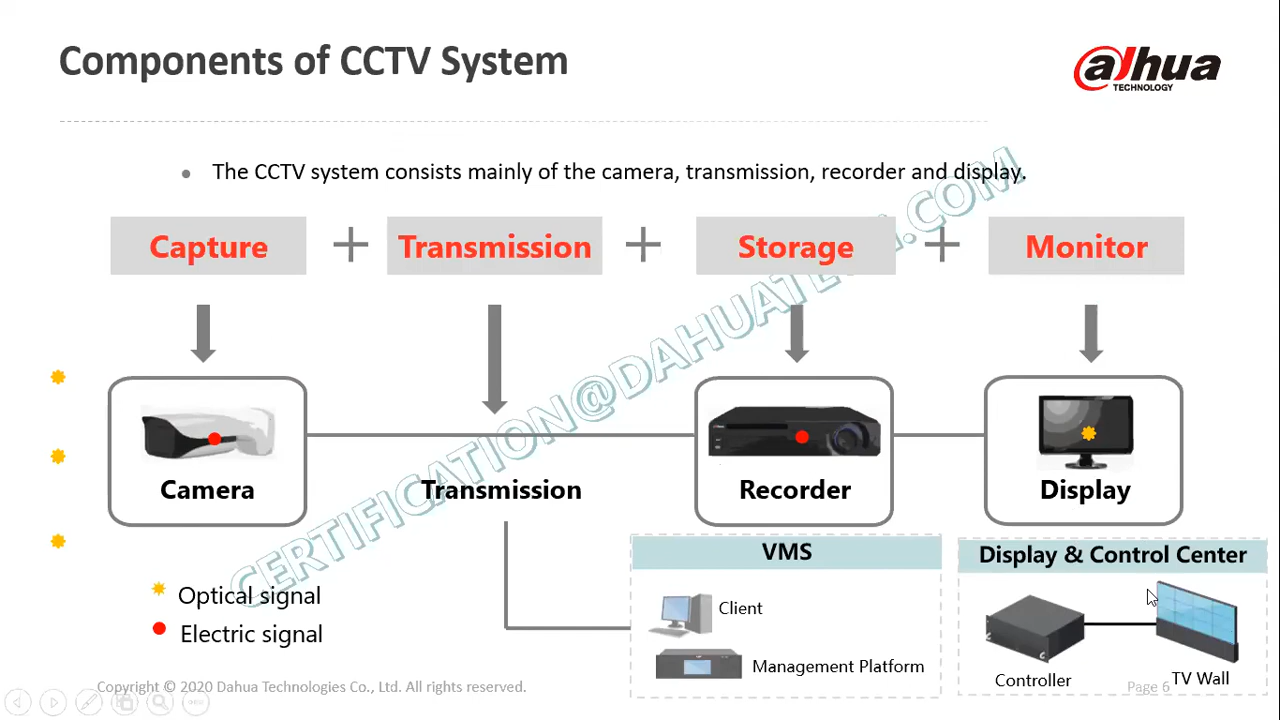 Components of CCTV System
alhua
TECHNOLOGY
The CCTV system consists mainly of the camera, transmission, recorder and display.
Capture + Transmission + Storage + Monitor
CERTIFICATION@DAHUATECH.COM
Camera
Transmission
Recorder
Display
VMS
Display & Control Center
Optical signal
Client
Electric signal
Management Platform
Controller
TV Wall
Copyright © 2020 Dahua Technologies Co., Ltd. All rights reserved.
Page 6